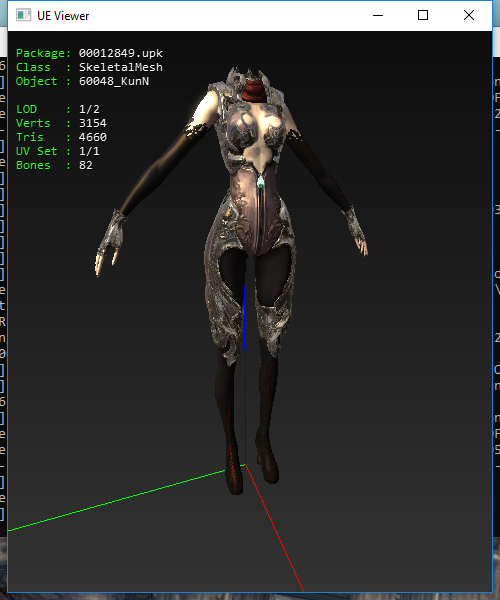 UE Viewer
Package: 00012849.upk
Class : SkeletalMesh
Object : 60048_KunN
LOD : 1/2
Verts : 3154
Tris : 4660
UV Set : 1/1
Bones : 82